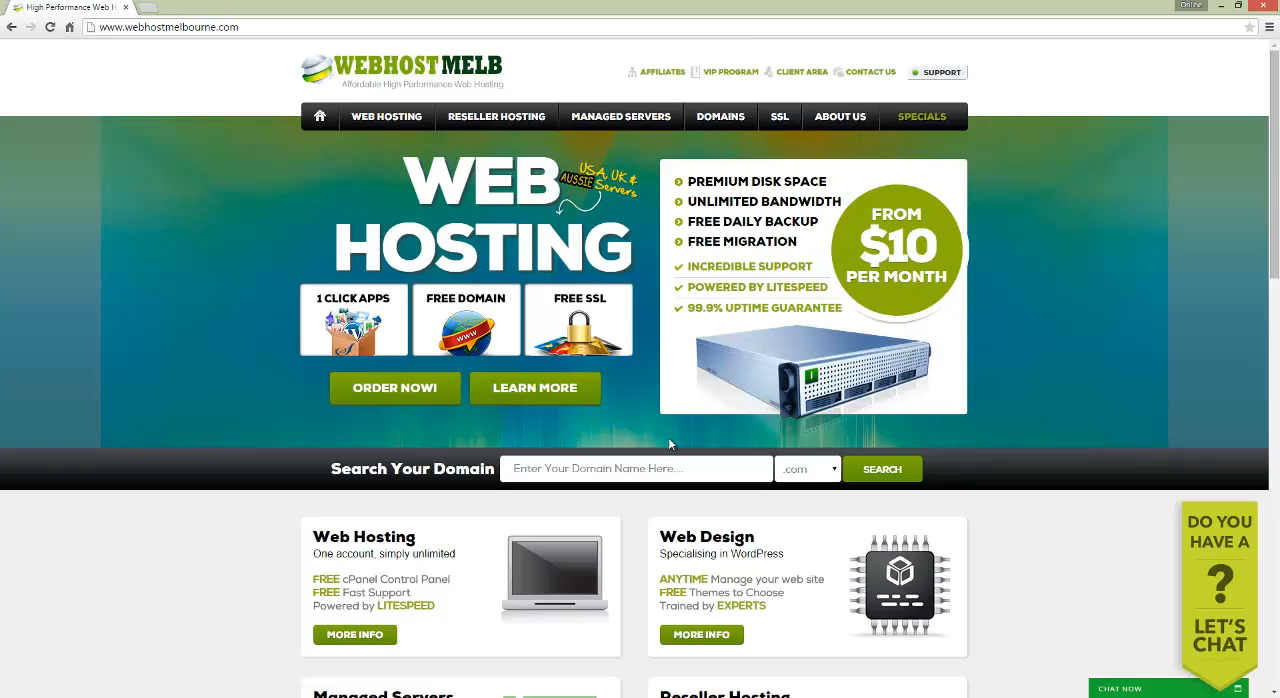 High Performance Web H
Online
www.webhostmelbourne.com
WEBHOST MELB
Affordable High Performance Web Hosting
AFFILIATES VIP PROGRAM CLIENT AREA CONTACT US SUPPORT
WEB HOSTING RESELLER HOSTING MANAGED SERVERS DOMAINS SSL ABOUT US SPECIALS
WEB
HOSTING
USA, UK &
AUSSIE Servers
1 CLICK APPS FREE DOMAIN FREE SSL
WWW
ORDER NOW! LEARN MORE
PREMIUM DISK SPACE
UNLIMITED BANDWIDTH
FREE DAILY BACKUP
FREE MIGRATION
INCREDIBLE SUPPORT
POWERED BY LITESPEED
99.9% UPTIME GUARANTEE
FROM
$10
PER MONTH
Search Your Domain Enter Your Domain Name Here.... .com SEARCH
Web Hosting
One account, simply unlimited
FREE cPanel Control Panel
FREE Fast Support
Powered by LITESPEED
MORE INFO
Web Design
Specialising in WordPress
ANYTIME Manage your web site
FREE Themes to Choose
Trained by EXPERTS
MORE INFO
DO YOU
HAVE A
?
LET'S
CHAT
Managed Servers
Reseller Hosting
CHAT NOW